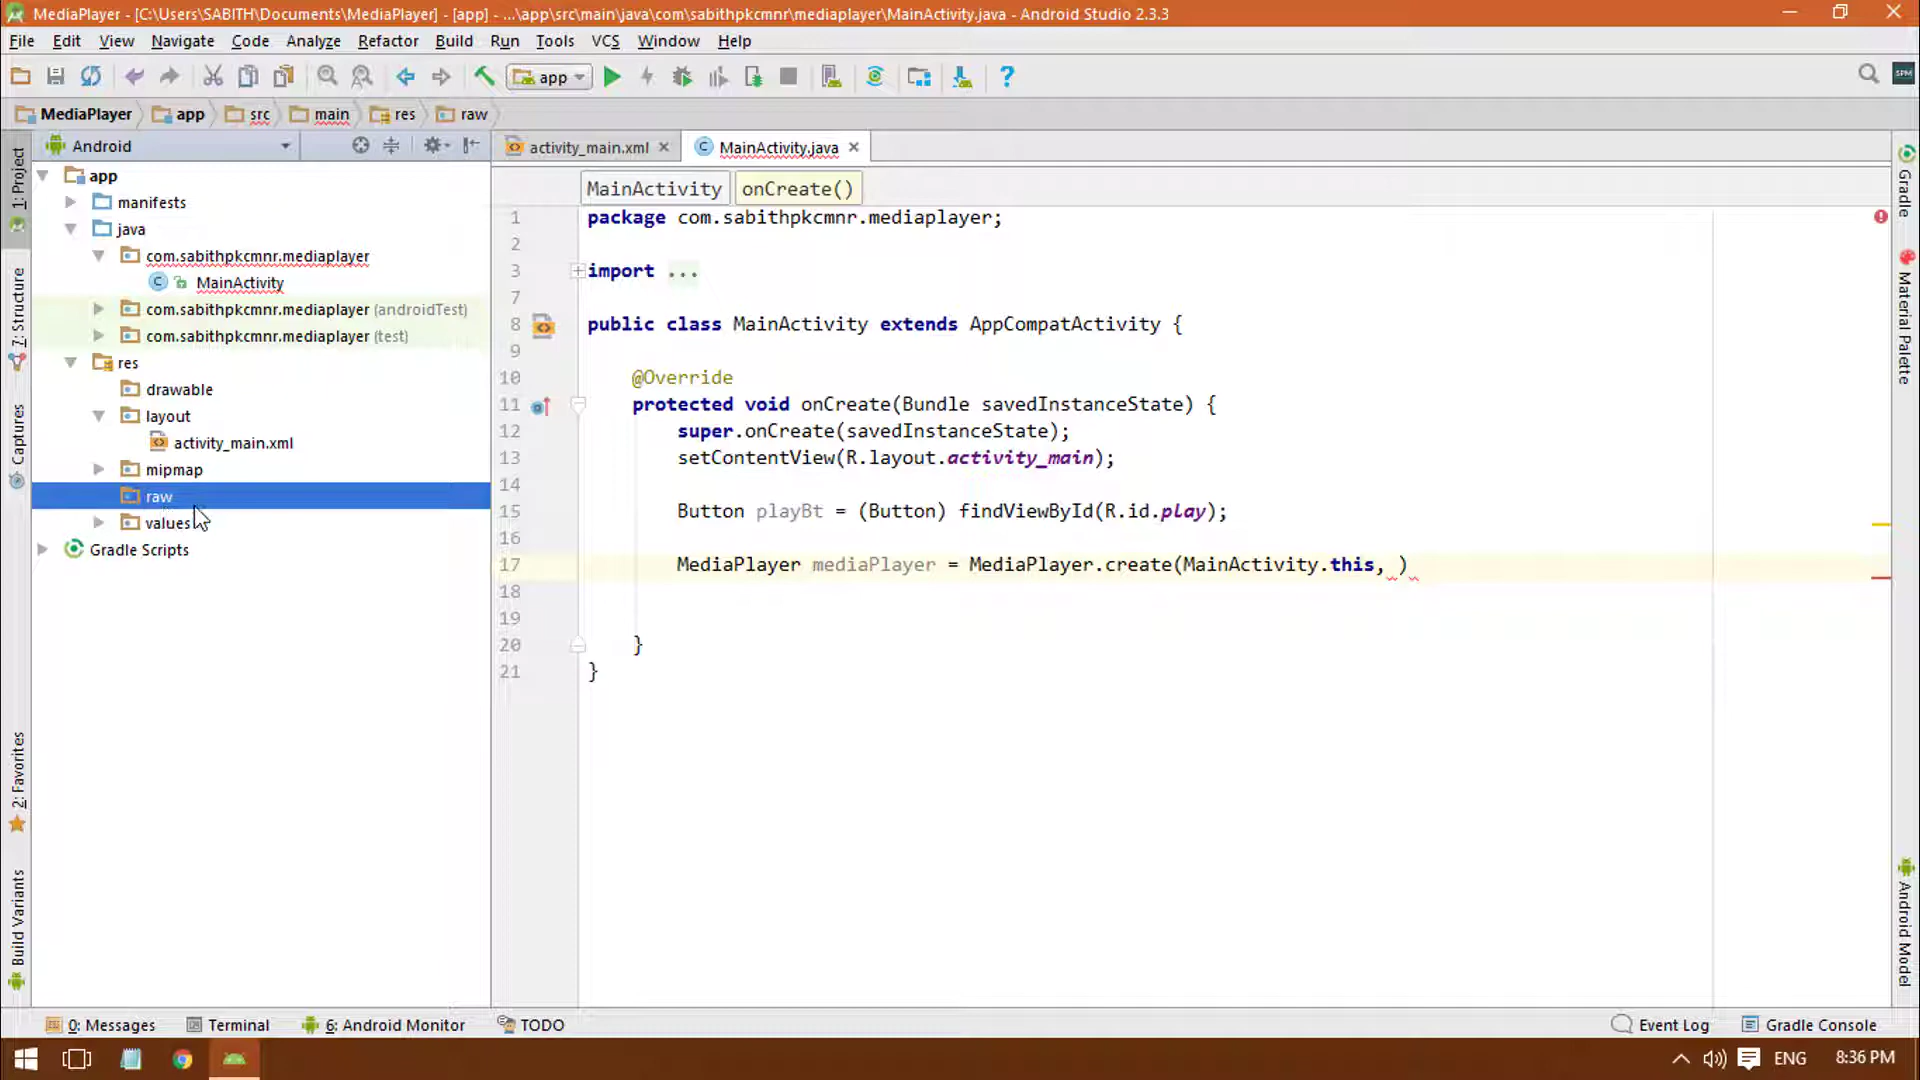 MediaPlayer - [C:\Users\SABITH\Documents\MediaPlayer] - [app] - ...\app\src\main\java\com\sabithpkcmnr\mediaplayer\MainActivity.java - Android Studio 2.3.3
File Edit View Navigate Code Analyze Refactor Build Run Tools VCS Window Help
app
SPM
MediaPlayer app src main res raw
Android
activity_main.xml MainActivity.java
MainActivity onCreate()
1: Project
7: Structure
Captures
2: Favorites
Build Variants
app
manifests
java
com.sabithpkcmnr.mediaplayer
MainActivity
com.sabithpkcmnr.mediaplayer (androidTest)
com.sabithpkcmnr.mediaplayer (test)
res
drawable
layout
activity_main.xml
mipmap
raw
values
Gradle Scripts
1 package com.sabithpkcmnr.mediaplayer;
2
3 import ...
7
8 public class MainActivity extends AppCompatActivity {
9
10 @Override
11 protected void onCreate(Bundle savedInstanceState) {
12 super.onCreate(savedInstanceState);
13 setContentView(R.layout.activity_main);
14
15 Button playBt = (Button) findViewById(R.id.play);
16
17 MediaPlayer mediaPlayer = MediaPlayer.create(MainActivity.this, )
18
19
20 }
21 }
Gradle
Material Palette
Android Model
0: Messages Terminal 6: Android Monitor TODO Event Log Gradle Console
ENG 8:36 PM